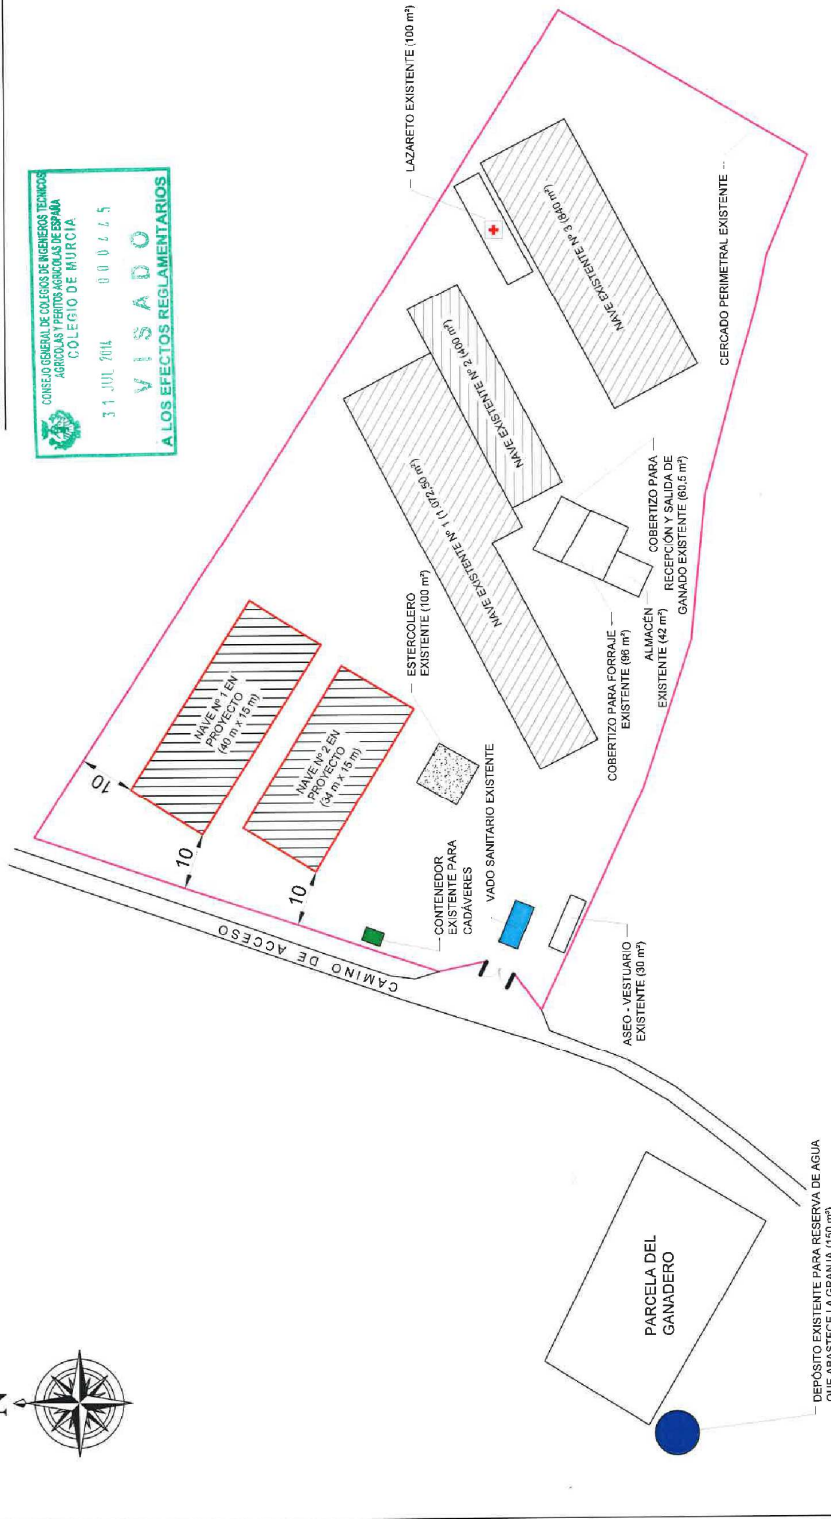 CONSEJO GENERAL DE COLEGIOS DE INGENIEROS TECNICOS
AGRICOLAS Y PERITOS AGRICOLAS DE ESPAÑA
COLEGIO DE MURCIA
31 JUL 2014
VISADO
A LOS EFECTOS REGLAMENTARIOS
LAZARETO EXISTENTE (100 m²)
NAVE EXISTENTE Nº 3 (840 m²)
CERCADO PERIMETRAL EXISTENTE
NAVE EXISTENTE Nº 2 (400 m²)
NAVE EXISTENTE Nº 1 (1.072,50 m²)
COBERTIZO PARA
RECEPCIÓN Y SALIDA DE
GANADO EXISTENTE (60,5 m²)
ALMACÉN
EXISTENTE (42 m²)
COBERTIZO PARA FORRAJE
EXISTENTE (96 m²)
ESTERCOLERO
EXISTENTE (100 m²)
NAVE Nº 1 EN
PROYECTO
(40 m x 15 m)
NAVE Nº 2 EN
PROYECTO
(34 m x 15 m)
10
10
10
VADO SANITARIO EXISTENTE
CONTENEDOR
EXISTENTE PARA
CADÁVERES
CAMINO DE ACCESO
ASEO - VESTUARIO
EXISTENTE (30 m²)
PARCELA DEL
GANADERO
DEPÓSITO EXISTENTE PARA RESERVA DE AGUA
QUE ABASTECE LA GRANJA (150 m³)
N